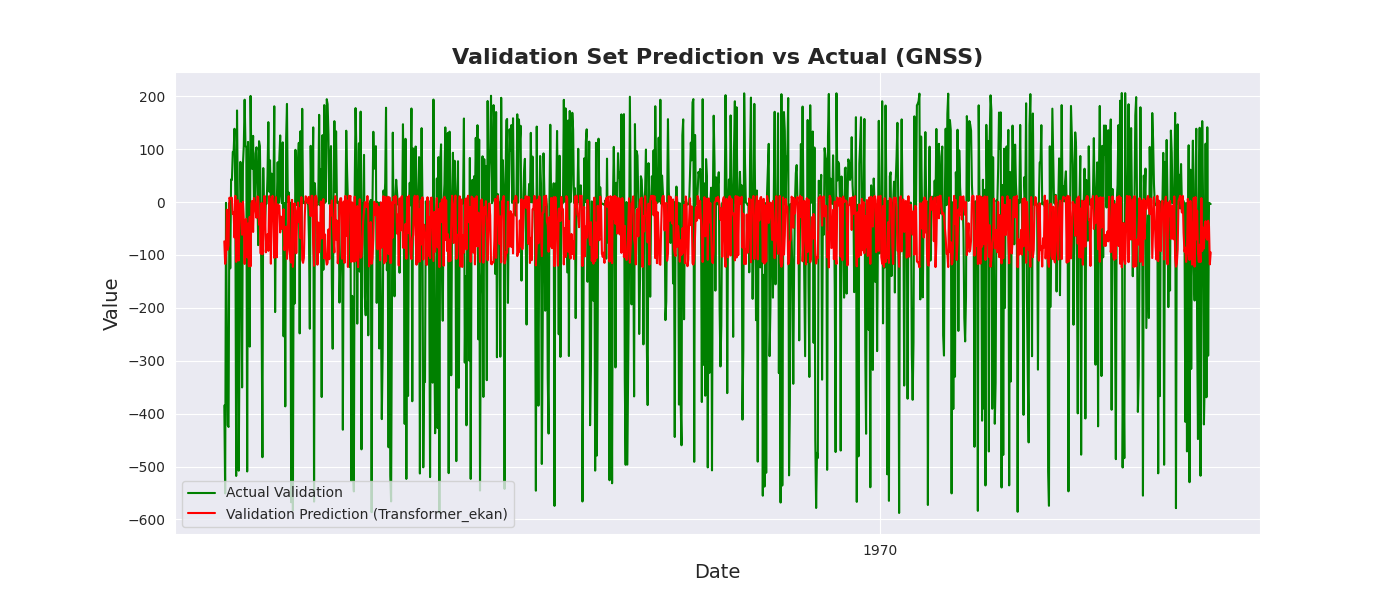 Validation Set Prediction vs Actual (GNSS)
200
100
0
−100
−200
−300
−400
−500
−600
Value
Actual Validation
Validation Prediction (Transformer_ekan)
1970
Date